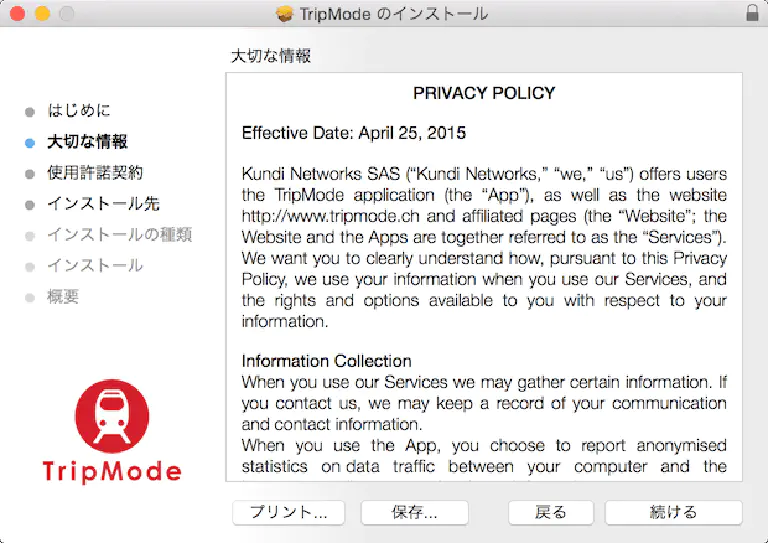 TripMode のインストール
大切な情報
はじめに
大切な情報
使用許諾契約
インストール先
インストールの種類
インストール
概要
TripMode
PRIVACY POLICY
Effective Date: April 25, 2015
Kundi Networks SAS (“Kundi Networks,” “we,” “us”) offers users
the TripMode application (the “App”), as well as the website
http://www.tripmode.ch and affiliated pages (the “Website”; the
Website and the Apps are together referred to as the “Services”).
We want you to clearly understand how, pursuant to this Privacy
Policy, we use your information when you use our Services, and
the rights and options available to you with respect to your
information.
Information Collection
When you use our Services we may gather certain information. If
you contact us, we may keep a record of your communication
and contact information.
When you use the App, you choose to report anonymised
statistics on data traffic between your computer and the
プリント...
保存...
戻る
続ける